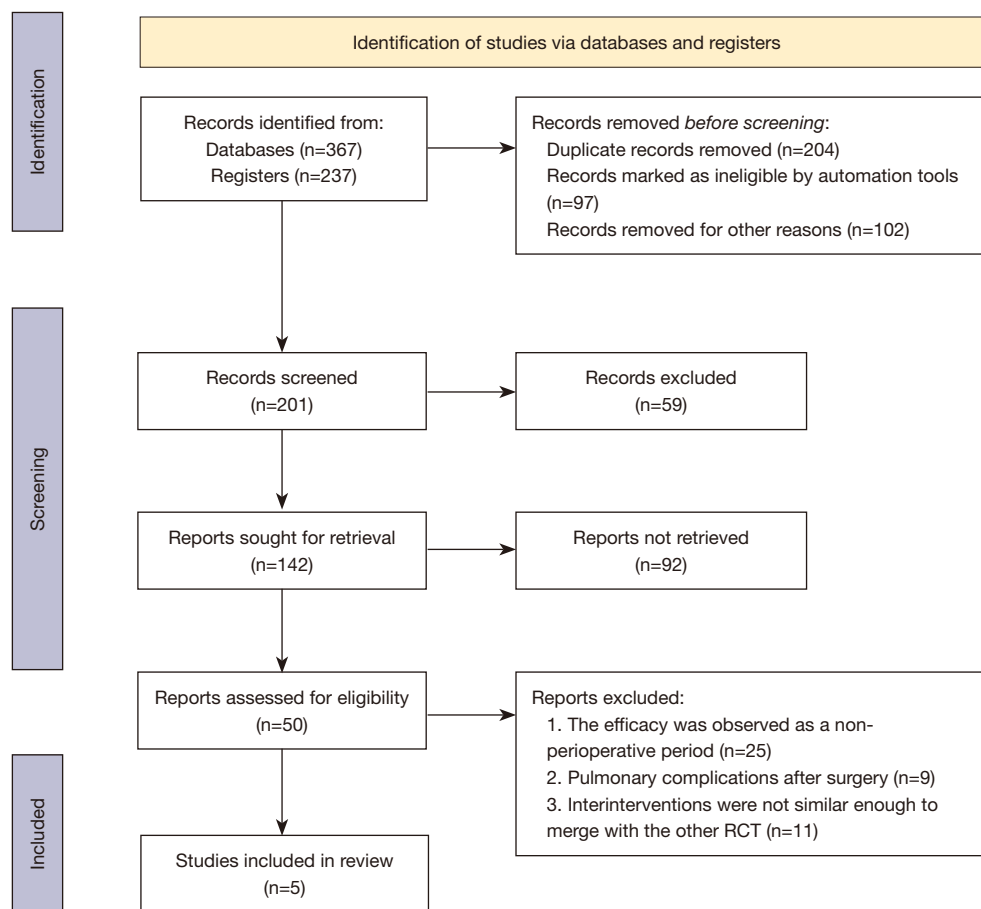 Identification of studies via databases and registers
Identification
Records identified from:
Databases (n=367)
Registers (n=237)
Records removed before screening:
Duplicate records removed (n=204)
Records marked as ineligible by automation tools
(n=97)
Records removed for other reasons (n=102)
Screening
Records screened
(n=201)
Records excluded
(n=59)
Reports sought for retrieval
(n=142)
Reports not retrieved
(n=92)
Reports assessed for eligibility
(n=50)
Reports excluded:
1. The efficacy was observed as a non-
perioperative period (n=25)
2. Pulmonary complications after surgery (n=9)
3. Interinterventions were not similar enough to
merge with the other RCT (n=11)
Included
Studies included in review
(n=5)